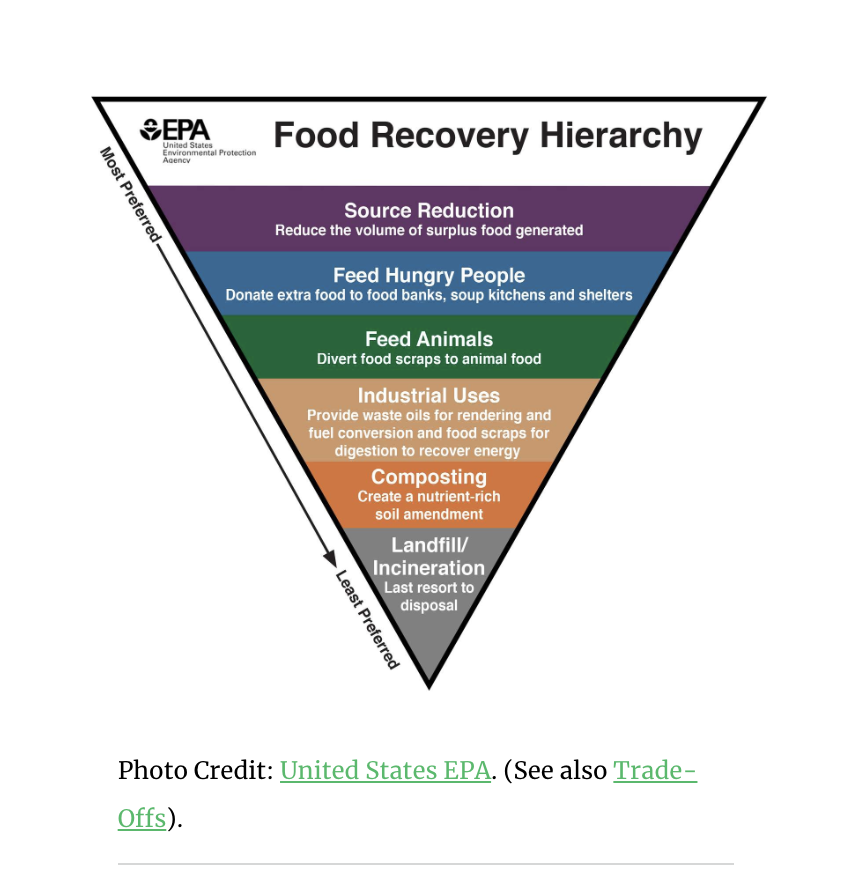 EPA
United States
Environmental Protection
Agency
Food Recovery Hierarchy
Most Preferred
Source Reduction
Reduce the volume of surplus food generated
Feed Hungry People
Donate extra food to food banks, soup kitchens and shelters
Feed Animals
Divert food scraps to animal food
Industrial Uses
Provide waste oils for rendering and
fuel conversion and food scraps for
digestion to recover energy
Composting
Create a nutrient-rich
soil amendment
Landfill/
Incineration
Last resort to
disposal
Least Preferred
Photo Credit: United States EPA. (See also Trade-
Offs).